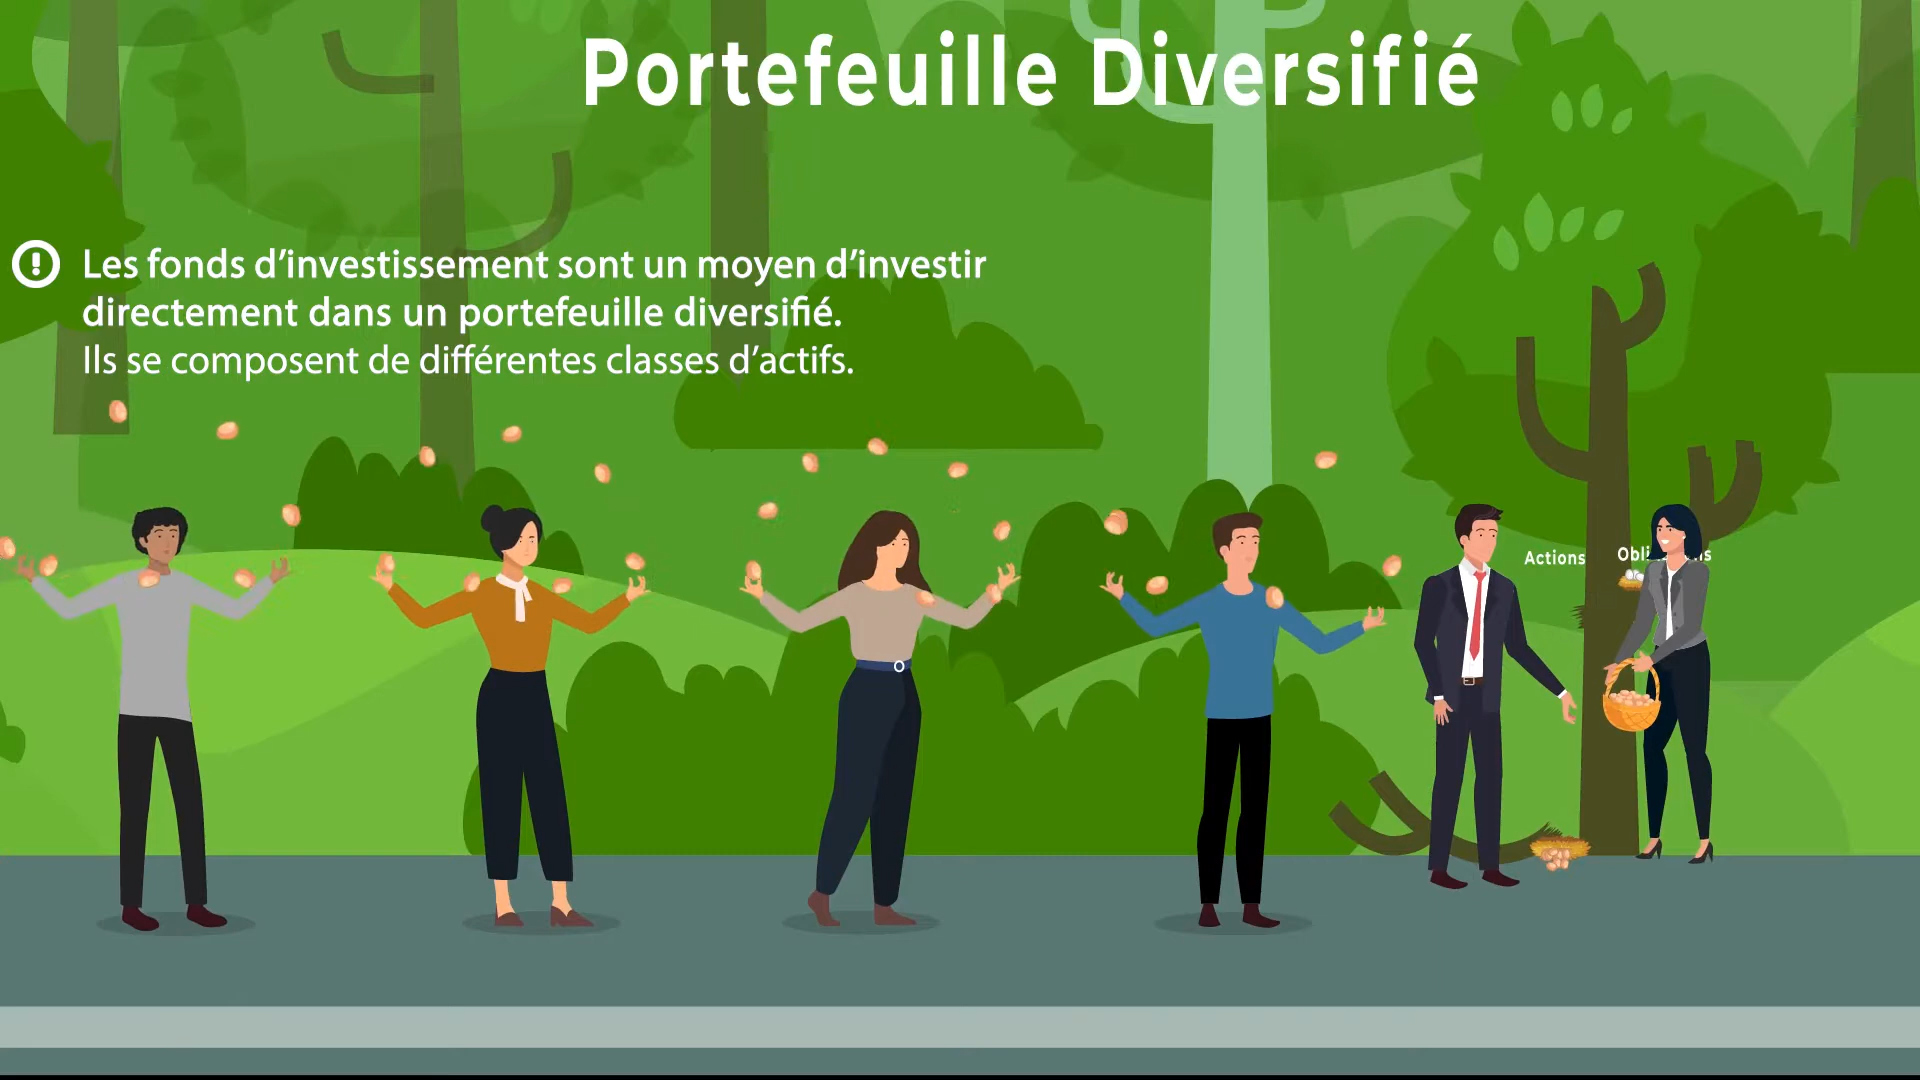 Portefeuille Diversifié
Les fonds d’investissement sont un moyen d’investir
directement dans un portefeuille diversifié.
Ils se composent de différentes classes d’actifs.
Actions